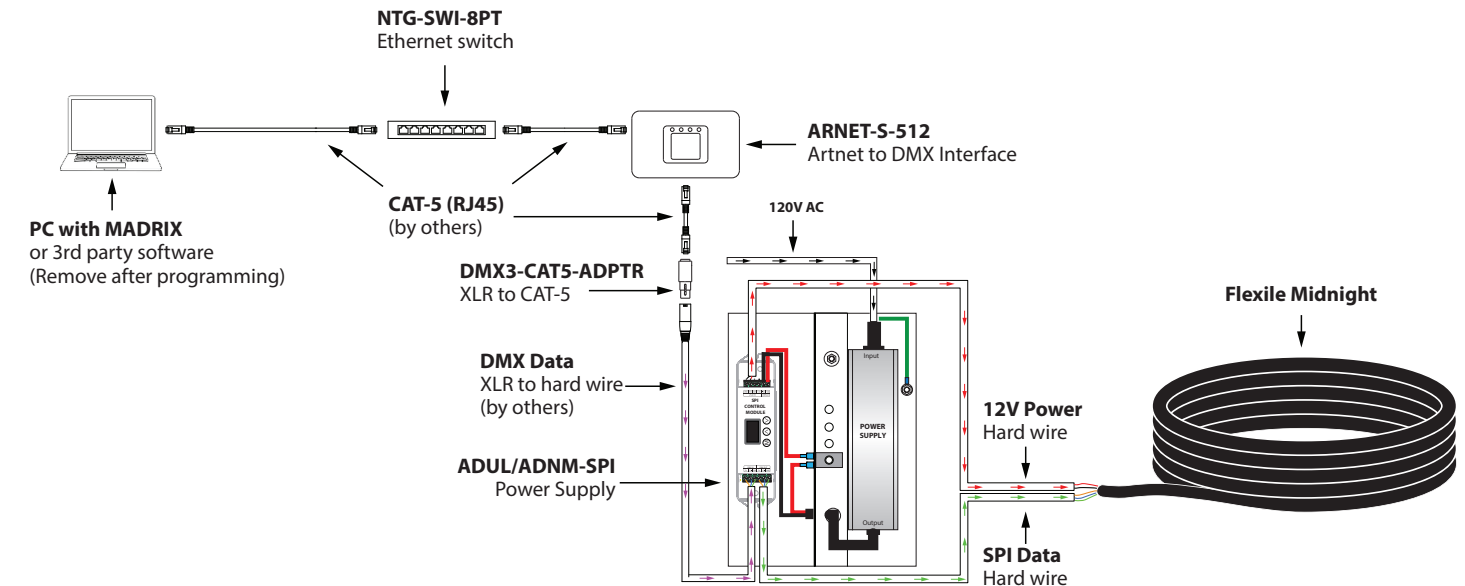 NTG-SWI-8PT
Ethernet switch
ARNET-S-512
Artnet to DMX Interface
CAT-5 (RJ45)
(by others)
PC with MADRIX
or 3rd party software
(Remove after programming)
120V AC
DMX3-CAT5-ADPTR
XLR to CAT-5
Flexile Midnight
DMX Data
XLR to hard wire
(by others)
Input
SPI
CONTROL
MODULE
POWER
SUPPLY
12V Power
Hard wire
ADUL/ADNM-SPI
Power Supply
Output
SPI Data
Hard wire